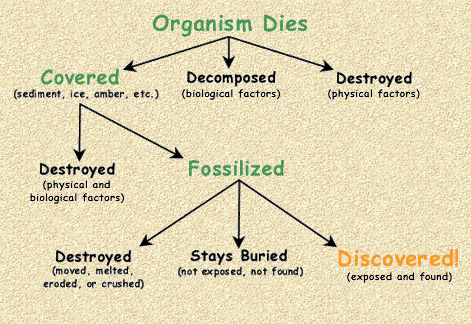 Organism Dies
Covered
(sediment, ice, amber, etc.)
Decomposed
(biological factors)
Destroyed
(physical factors)
Destroyed
(physical and
biological factors)
Fossilized
Destroyed
(moved, melted,
eroded, or crushed)
Stays Buried
(not exposed, not found)
Discovered!
(exposed and found)